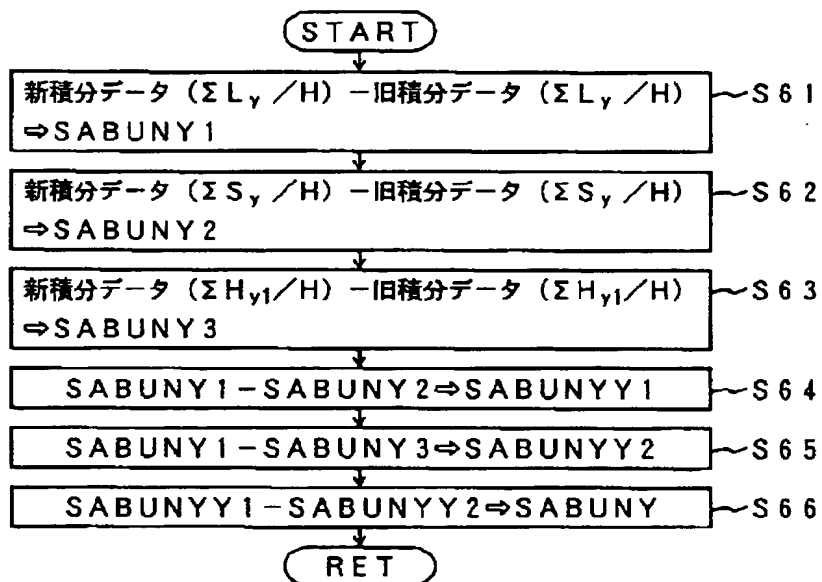 START
新積分データ（ΣLy／H）－旧積分データ（ΣLy／H） ～S61
⇒SABUNY1
新積分データ（ΣSy／H）－旧積分データ（ΣSy／H） ～S62
⇒SABUNY2
新積分データ（ΣHy1／H）－旧積分データ（ΣHy1／H） ～S63
⇒SABUNY3
SABUNY1－SABUNY2⇒SABUNYY1 ～S64
SABUNY1－SABUNY3⇒SABUNYY2 ～S65
SABUNYY1－SABUNYY2⇒SABUNY ～S66
RET